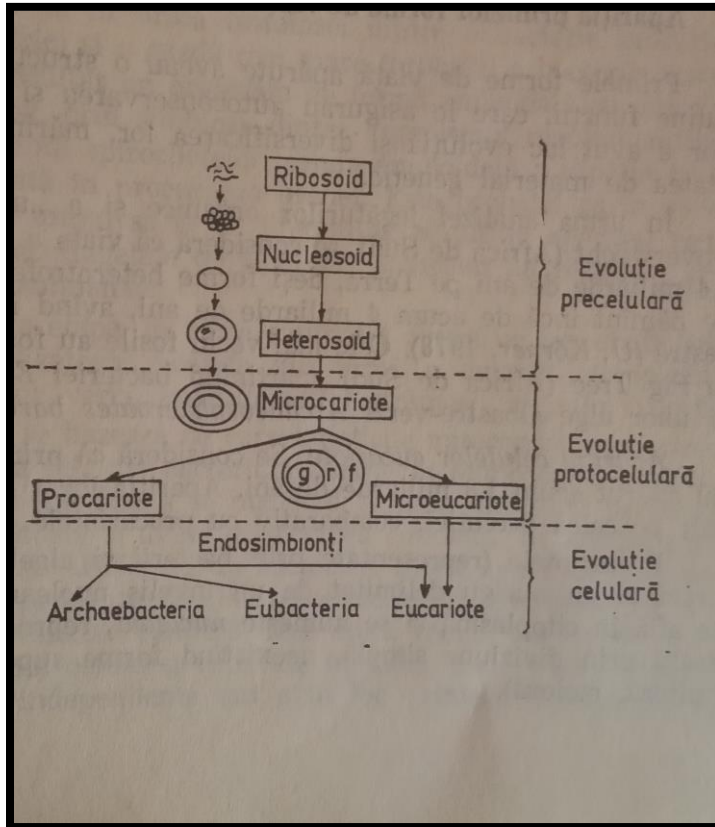 Ribosoid
Nucleosoid
Evoluție
precelulară
Heterosoid
Microcariote
g r f
Evoluție
protocelulară
Procariote
Microeucariote
Endosimbionți
Evoluție
celulară
Archaebacteria Eubacteria Eucariote